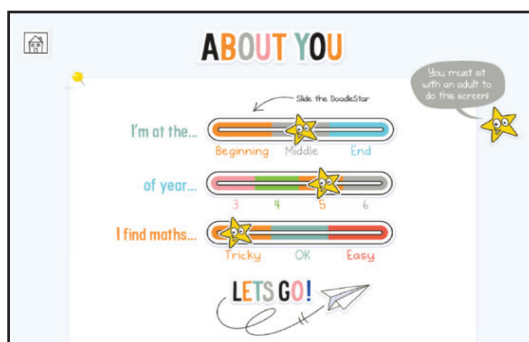 ABOUT YOU
You must sit
with an adult to
do this screen!
Slide the DoodleStar
I'm at the...
Beginning Middle End
of year...
3 4 5 6
I find maths...
Tricky OK Easy
LETS GO!